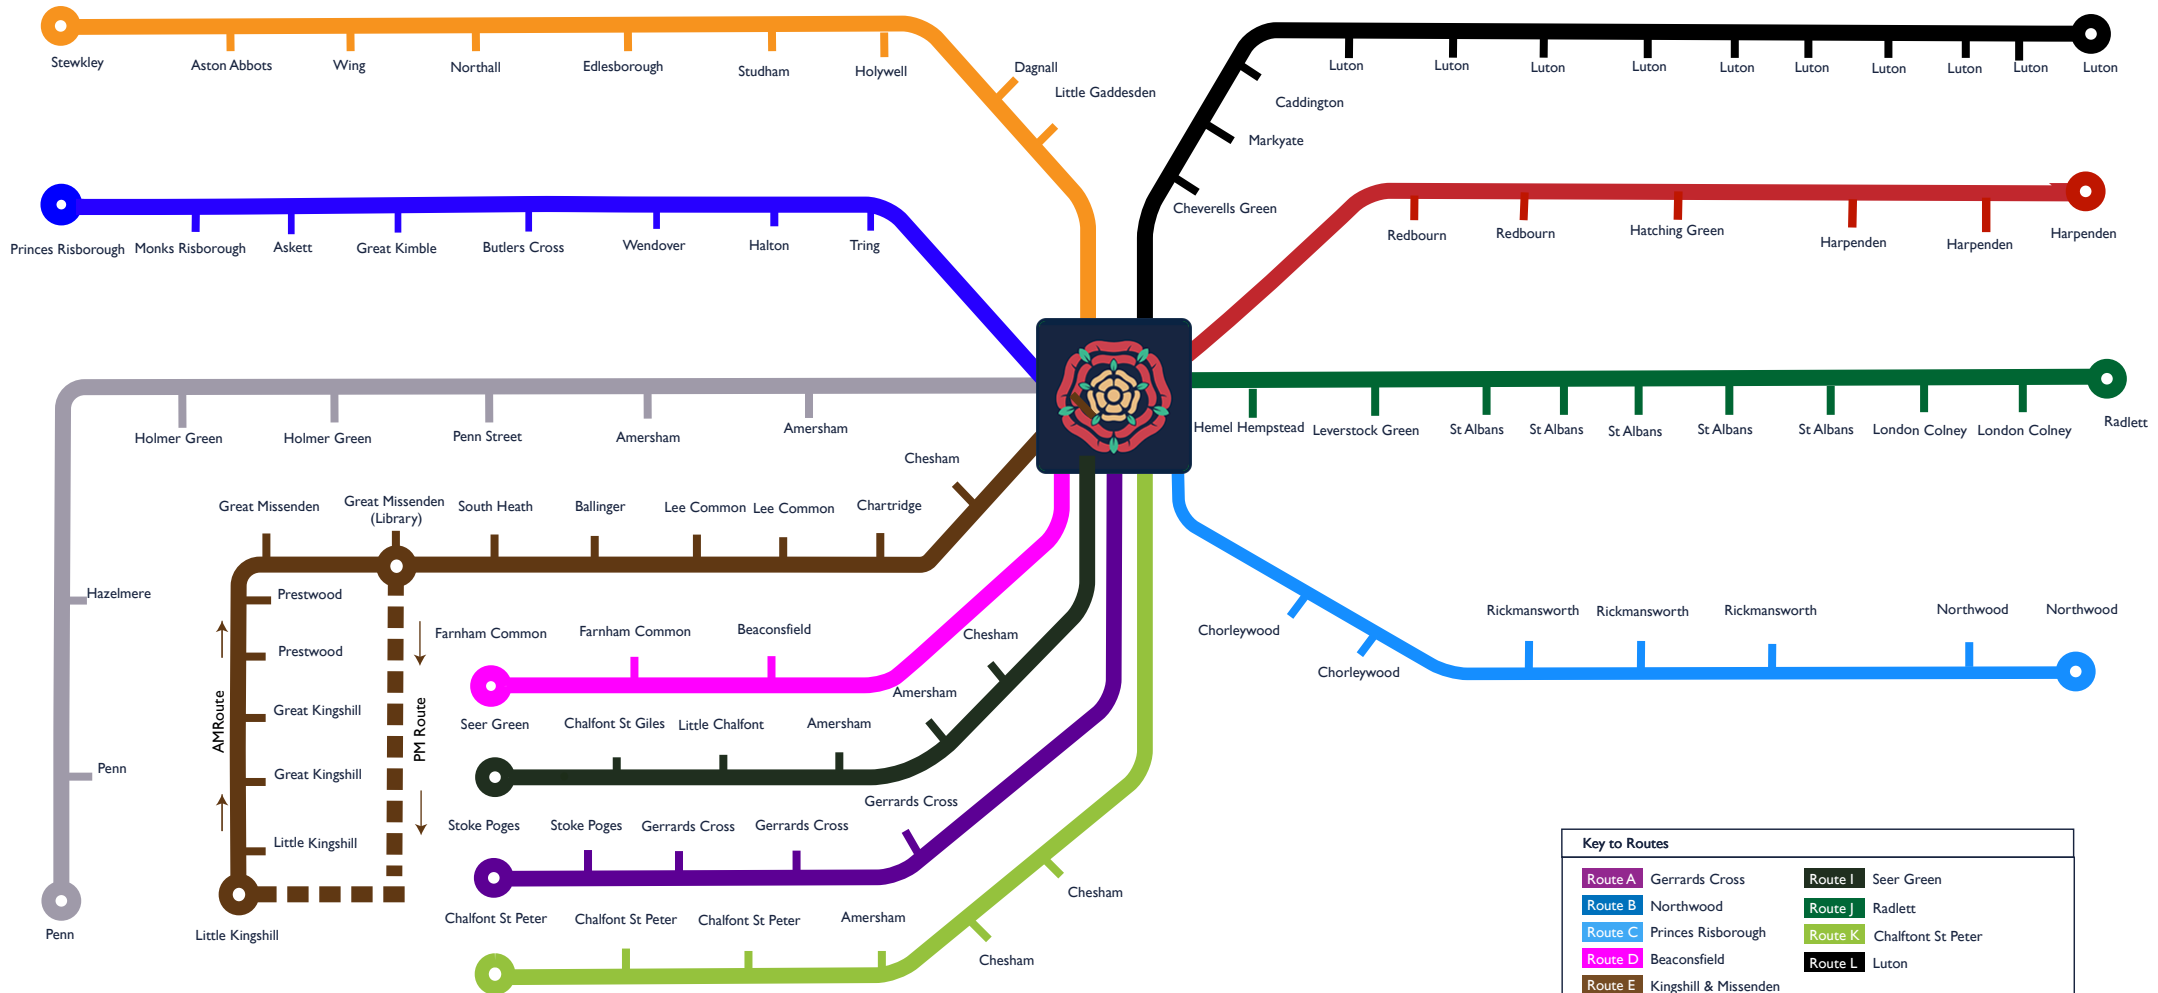 Stewkley
Aston Abbots
Wing
Northall
Edlesborough
Studham
Holywell
Dagnall
Little Gaddesden
Luton
Luton
Luton
Luton
Luton
Luton
Luton
Luton
Luton
Luton
Caddington
Markyate
Cheverells Green
Princes Risborough
Monks Risborough
Askett
Great Kimble
Butlers Cross
Wendover
Halton
Tring
Redbourn
Redbourn
Hatching Green
Harpenden
Harpenden
Harpenden
Holmer Green
Holmer Green
Penn Street
Amersham
Amersham
Hazelmere
Penn
Penn
Hemel Hempstead
Leverstock Green
St Albans
St Albans
St Albans
St Albans
St Albans
London Colney
London Colney
Radlett
Great Missenden
Great Missenden
(Library)
South Heath
Ballinger
Lee Common
Lee Common
Chartridge
Chesham
Prestwood
Prestwood
Great Kingshill
Great Kingshill
Little Kingshill
Little Kingshill
AMRoute
PM Route
Farnham Common
Farnham Common
Beaconsfield
Seer Green
Chalfont St Giles
Little Chalfont
Amersham
Amersham
Chesham
Stoke Poges
Stoke Poges
Gerrards Cross
Gerrards Cross
Gerrards Cross
Chalfont St Peter
Chalfont St Peter
Chalfont St Peter
Amersham
Chesham
Chesham
Chorleywood
Chorleywood
Rickmansworth
Rickmansworth
Rickmansworth
Northwood
Northwood
Key to Routes
Route A Gerrards Cross
Route B Northwood
Route C Princes Risborough
Route D Beaconsfield
Route E Kingshill & Missenden
Route I Seer Green
Route J Radlett
Route K Chalftont St Peter
Route L Luton